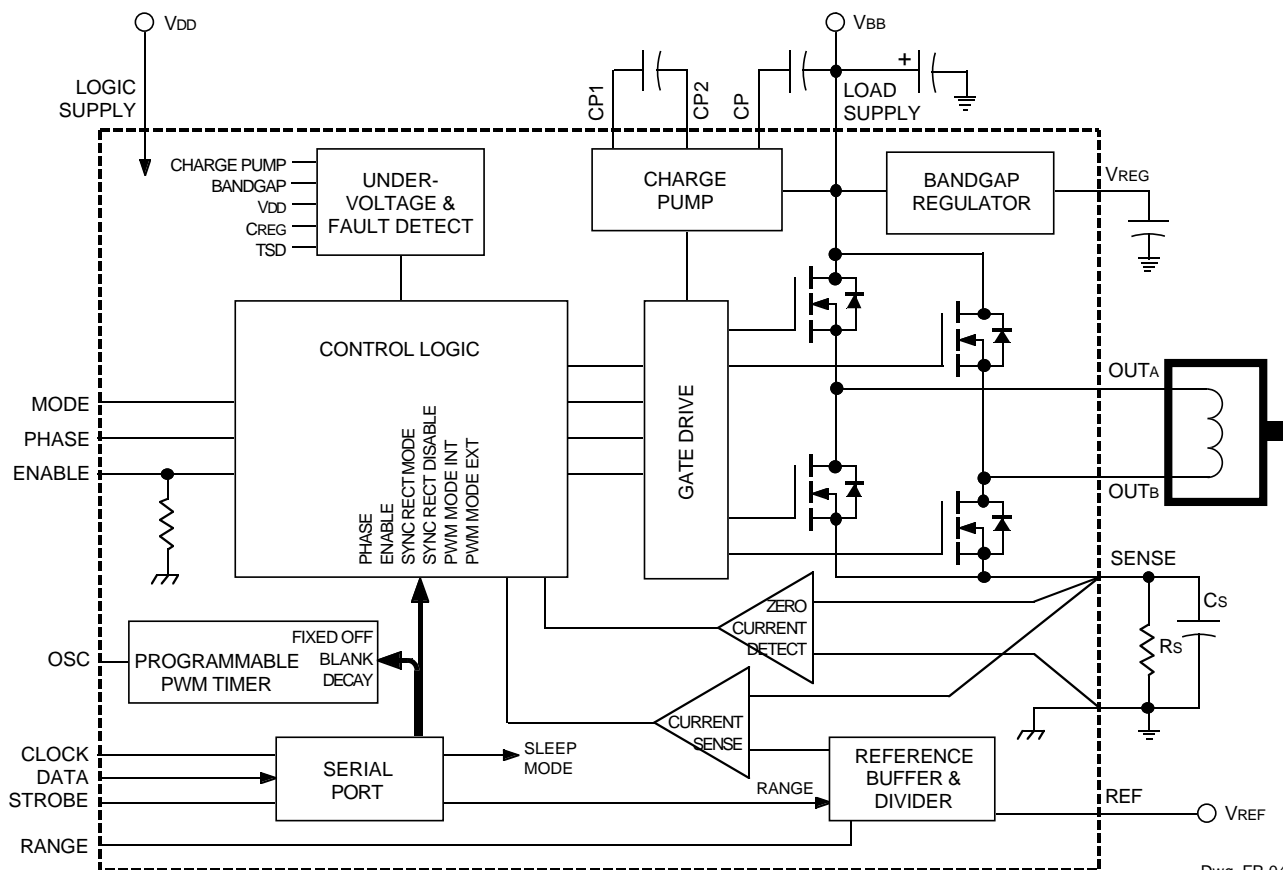 VDD
VBB
LOGIC
SUPPLY
CP1
CP2
CP
+
LOAD
SUPPLY
CHARGE PUMP
BANDGAP
VDD
CREG
TSD
UNDER-
VOLTAGE &
FAULT DETECT
CHARGE
PUMP
BANDGAP
REGULATOR
VREG
CONTROL LOGIC
MODE
PHASE
ENABLE
PHASE
ENABLE
SYNC RECT MODE
SYNC RECT DISABLE
PWM MODE INT
PWM MODE EXT
GATE DRIVE
OUTA
OUTB
SENSE
CS
RS
ZERO
CURRENT
DETECT
OSC
PROGRAMMABLE
PWM TIMER
FIXED OFF
BLANK
DECAY
CURRENT
SENSE
CLOCK
DATA
STROBE
SERIAL
PORT
SLEEP
MODE
RANGE
REFERENCE
BUFFER &
DIVIDER
REF
VREF
RANGE